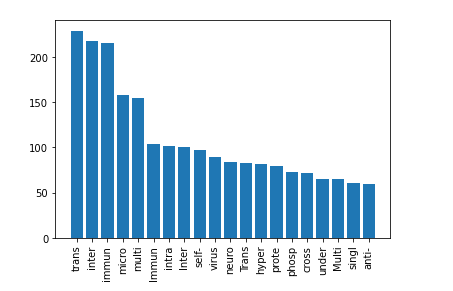 200
150
100
50
0
trans
inter
immun
micro
multi
Immun
intra
Inter
self-
virus
neuro
Trans
hyper
prote
phosp
cross
under
Multi
singl
anti-